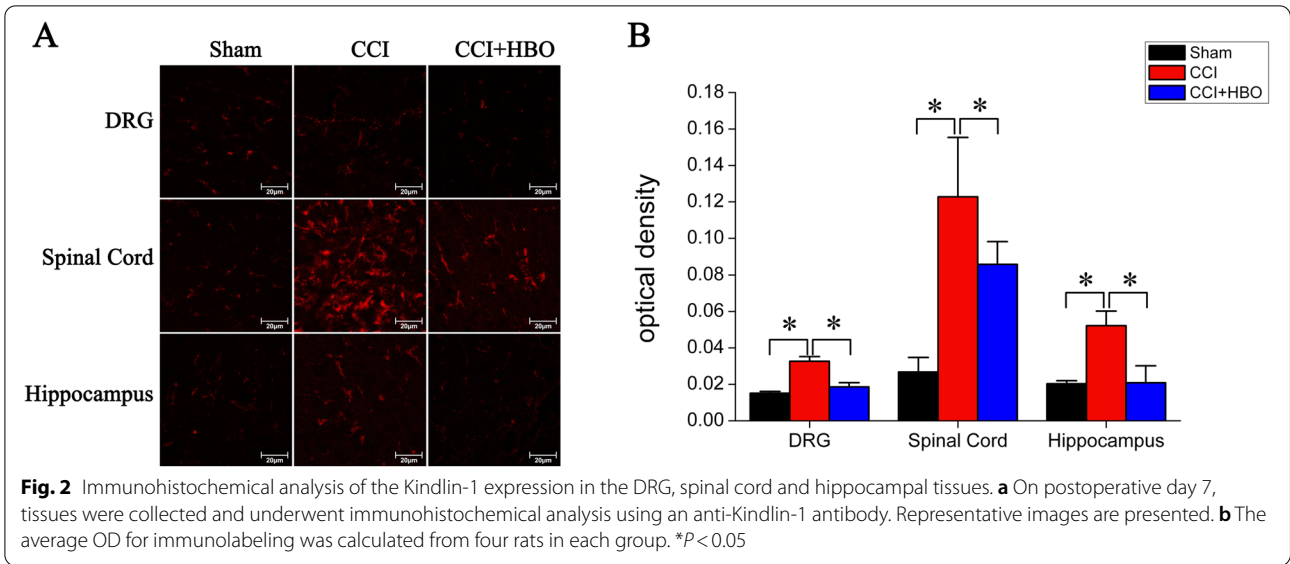 A
Sham CCI CCI+HBO
DRG
20μm 20μm 20μm
Spinal Cord
20μm 20μm 20μm
Hippocampus
20μm 20μm 20μm
B
Sham
CCI
CCI+HBO
optical density
0.18
0.16
0.14
0.12
0.10
0.08
0.06
0.04
0.02
0.00
* *
* *
* *
DRG Spinal Cord Hippocampus
Fig. 2 Immunohistochemical analysis of the Kindlin-1 expression in the DRG, spinal cord and hippocampal tissues. a On postoperative day 7,
tissues were collected and underwent immunohistochemical analysis using an anti-Kindlin-1 antibody. Representative images are presented. b The
average OD for immunolabeling was calculated from four rats in each group. *P < 0.05